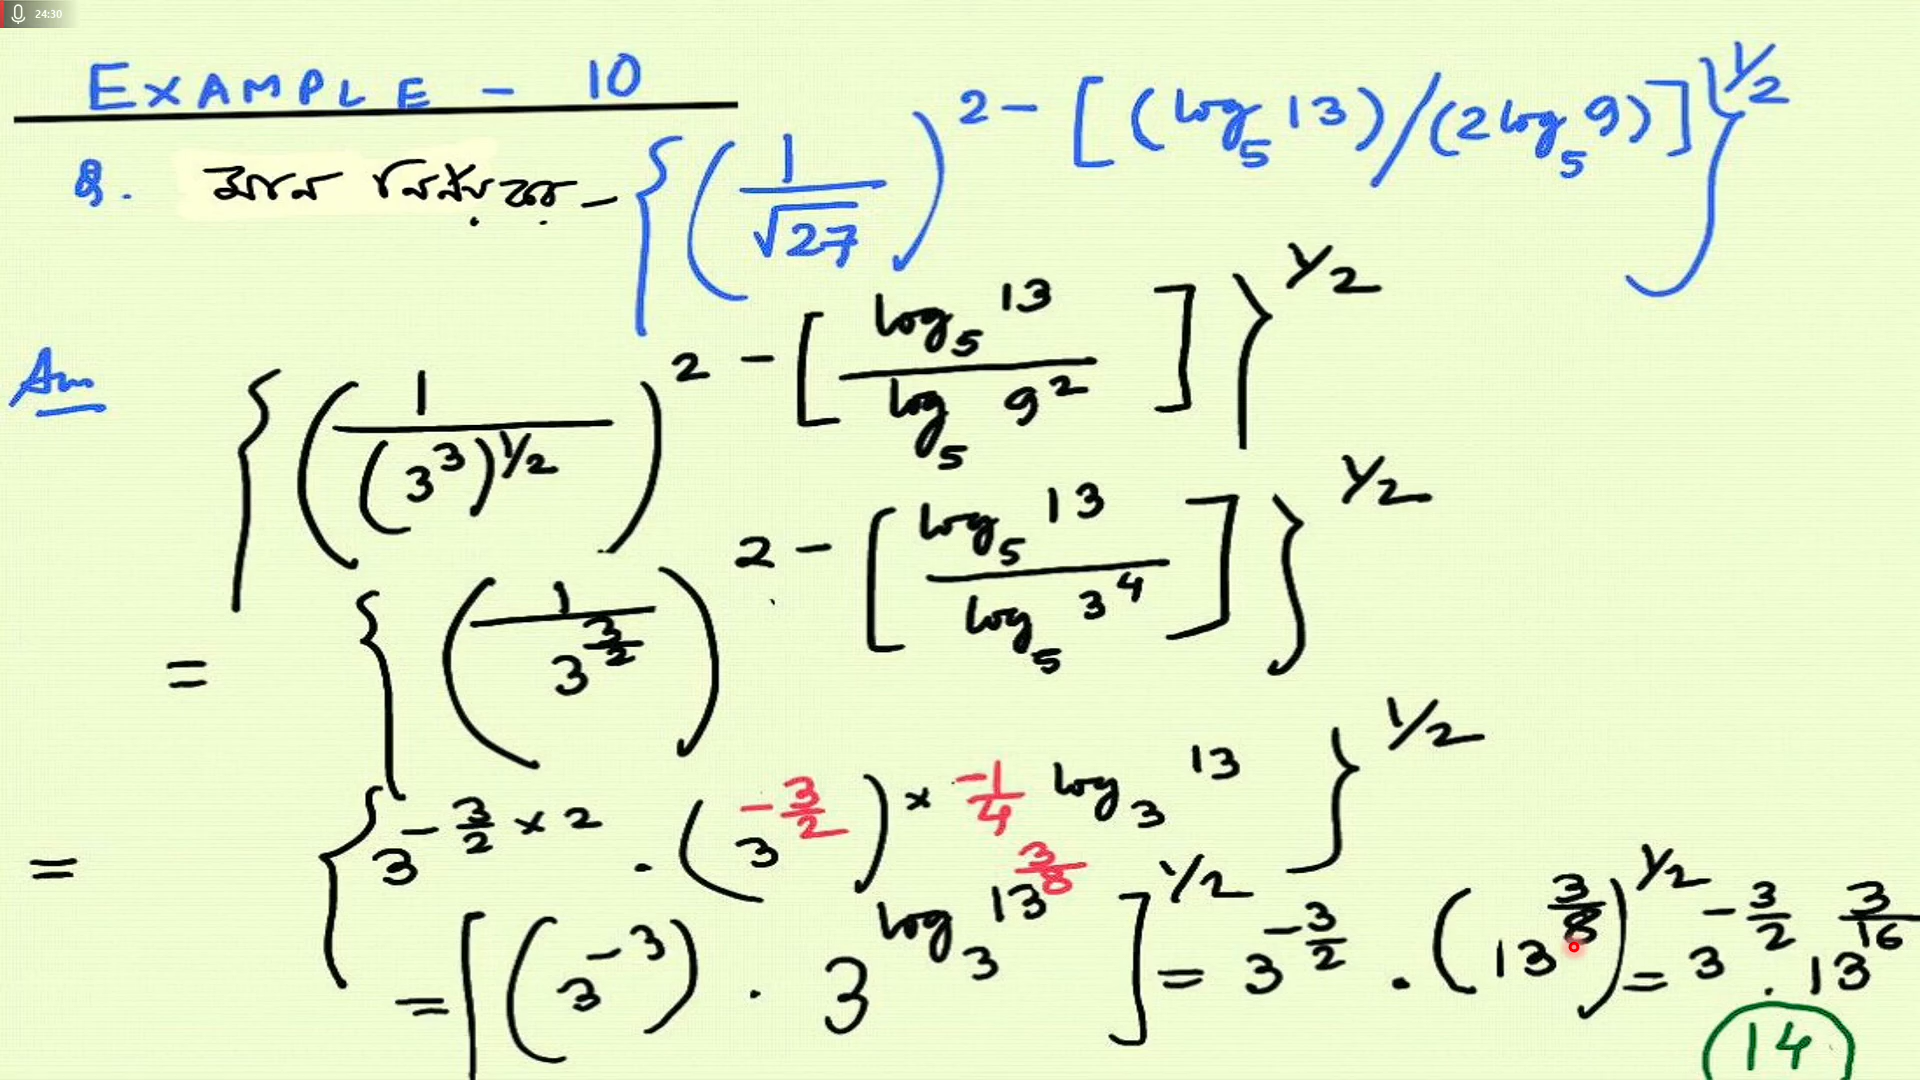 24:30
EXAMPLE - 10
Q. মান নির্ণয় কর - {(1/√27)^2 - [(log_5 13)/(2log_5 9)]}^1/2
Ans {(1/(3^3)^1/2)^2 - [log_5 13 / log_5 9^2]}^1/2
= {(1/3^(3/2))^2 - [log_5 13 / log_5 3^4]}^1/2
= {3^(-3/2 × 2) . (3^(-3/2)) × -1/4 log_3 13}^1/2
= [(3^-3) . 3^(log_3 13^(3/8))]^1/2 = 3^(-3/2) . (13^(3/8))^1/2 = 3^(-3/2) . 13^(3/16)
14